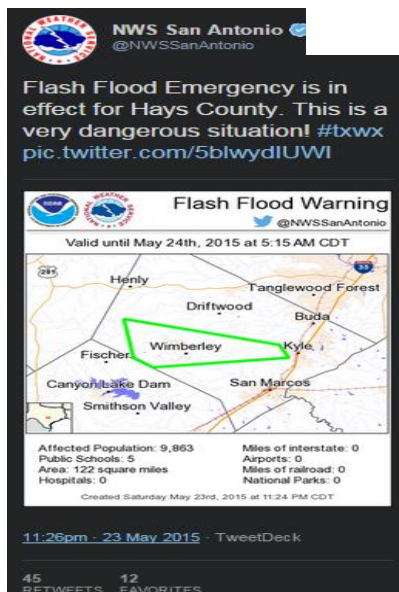 NWS San Antonio
@NWSSanAntonio
Flash Flood Emergency is in
effect for Hays County. This is a
very dangerous situation! #txwx
pic.twitter.com/5blwydIUWI
Flash Flood Warning
@NWSSanAntonio
Valid until May 24th, 2015 at 5:15 AM CDT
281
35
Henly
Tanglewood Forest
Driftwood
Buda
Wimberley
Kyle
Fischer
Canyon Lake Dam
San Marcos
Smithson Valley
Affected Population: 9,863
Public Schools: 5
Area: 122 square miles
Hospitals: 0
Miles of interstate: 0
Airports: 0
Miles of railroad: 0
National Parks: 0
Created Saturday May 23rd, 2015 at 11:24 PM CDT
11:26pm · 23 May 2015 · TweetDeck
45
12
RETWEETS
FAVORITES